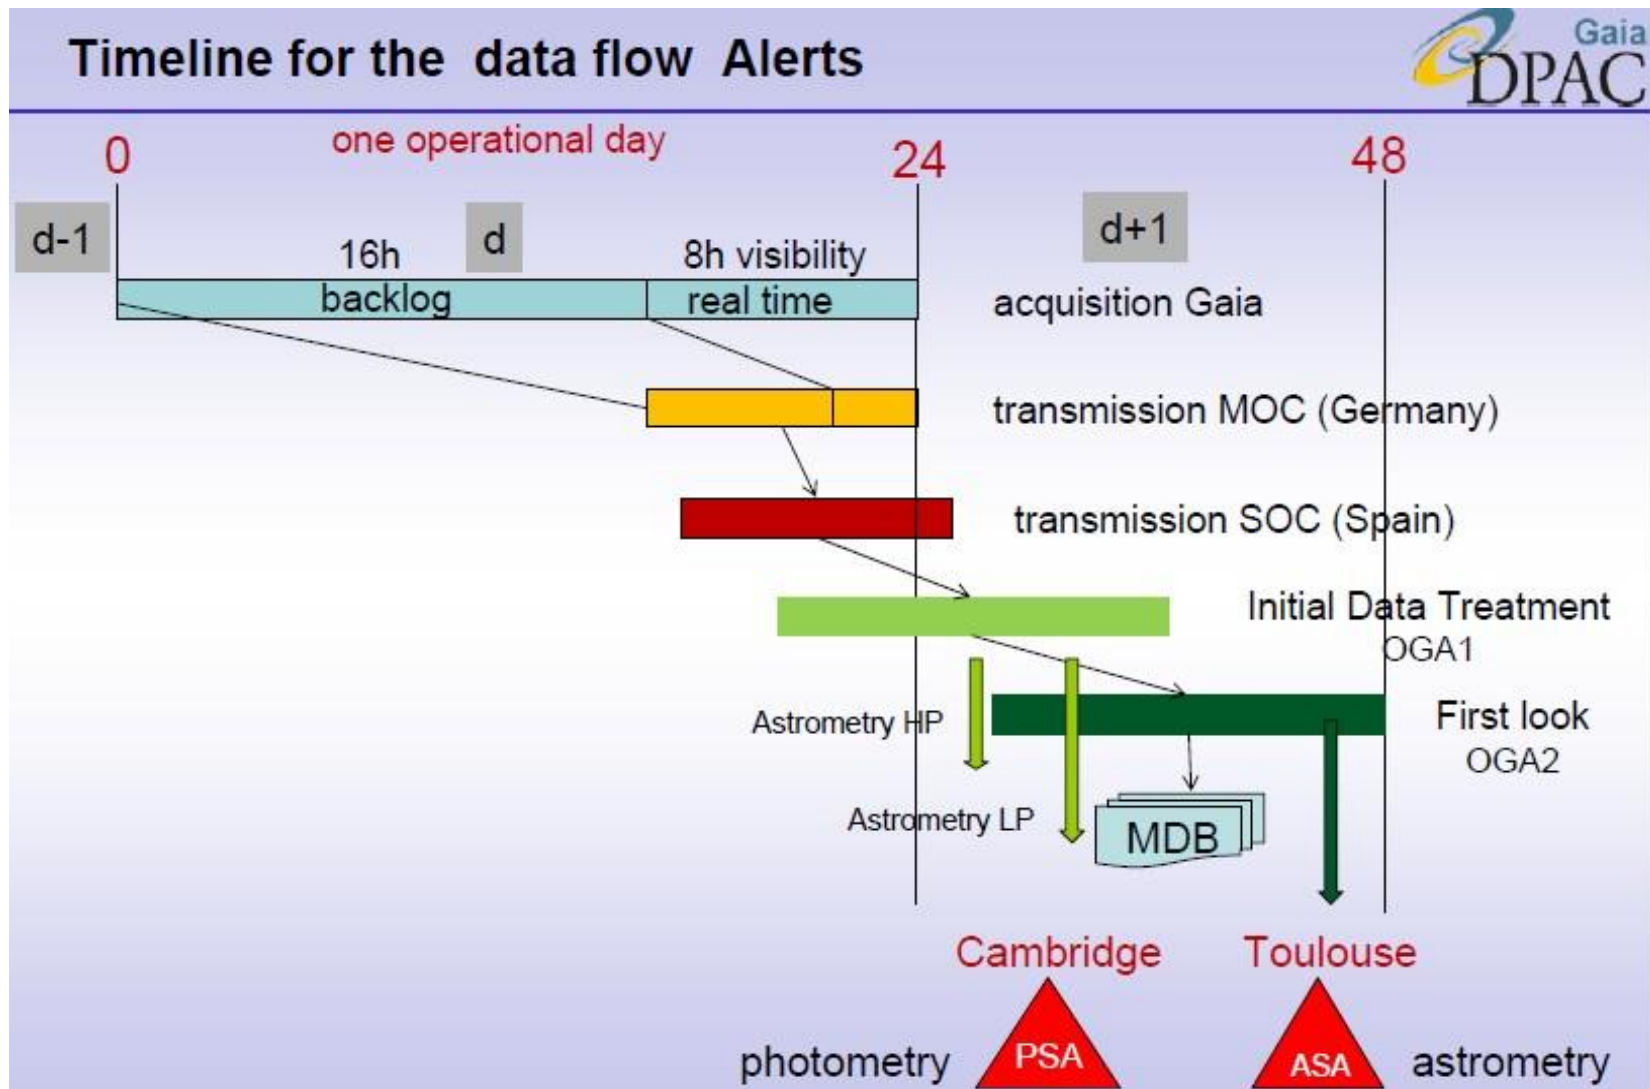 Timeline for the data flow Alerts
Gaia
DPAC
0
one operational day
24
48
d-1
16h
d
8h visibility
d+1
backlog
real time
acquisition Gaia
transmission MOC (Germany)
transmission SOC (Spain)
Initial Data Treatment
OGA1
Astrometry HP
First look
OGA2
Astrometry LP
MDB
Cambridge
Toulouse
photometry
PSA
ASA
astrometry